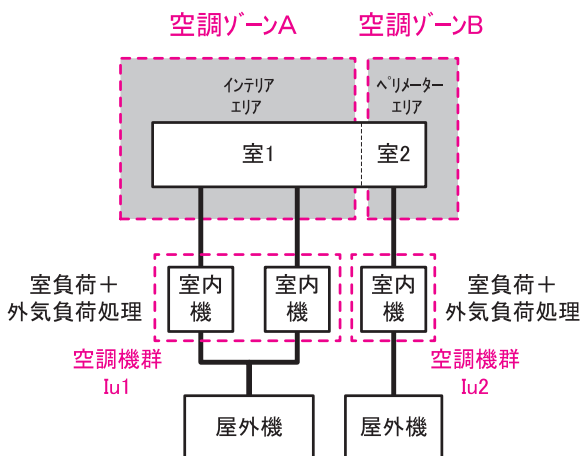 空調ゾーンA
空調ゾーンB
インテリア
エリア
ペリメーター
エリア
室1
室2
室負荷＋
外気負荷処理
室内
機
室内
機
室内
機
室負荷＋
外気負荷処理
空調機群
Iu1
空調機群
Iu2
屋外機
屋外機